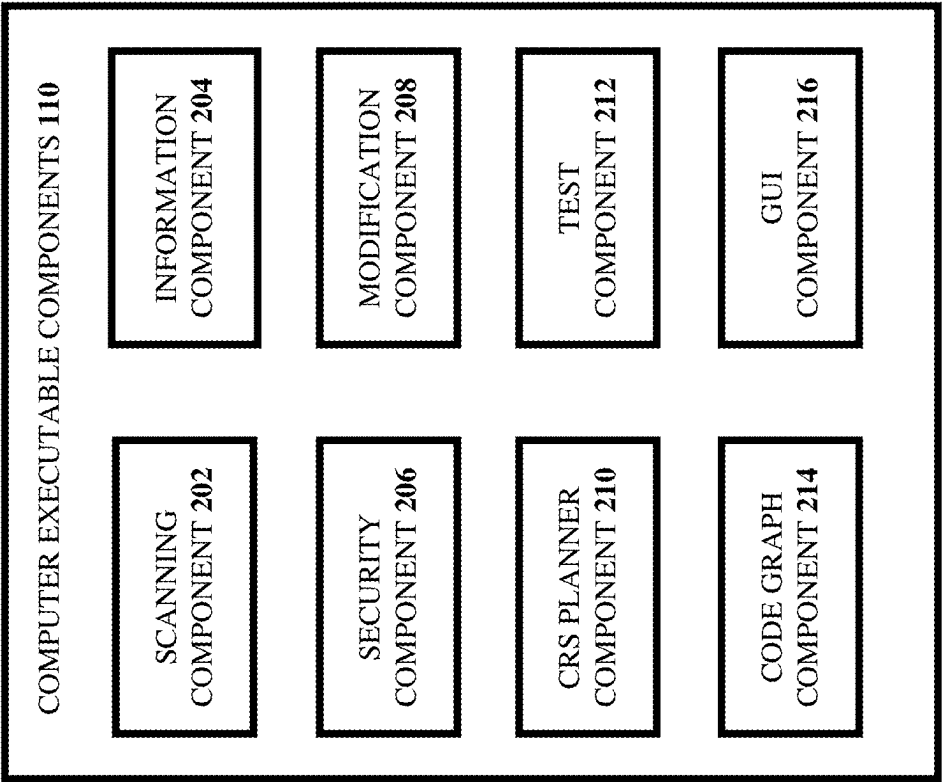 COMPUTER EXECUTABLE COMPONENTS 110
SCANNING
COMPONENT 202
INFORMATION
COMPONENT 204
SECURITY
COMPONENT 206
MODIFICATION
COMPONENT 208
CRS PLANNER
COMPONENT 210
TEST
COMPONENT 212
CODE GRAPH
COMPONENT 214
GUI
COMPONENT 216